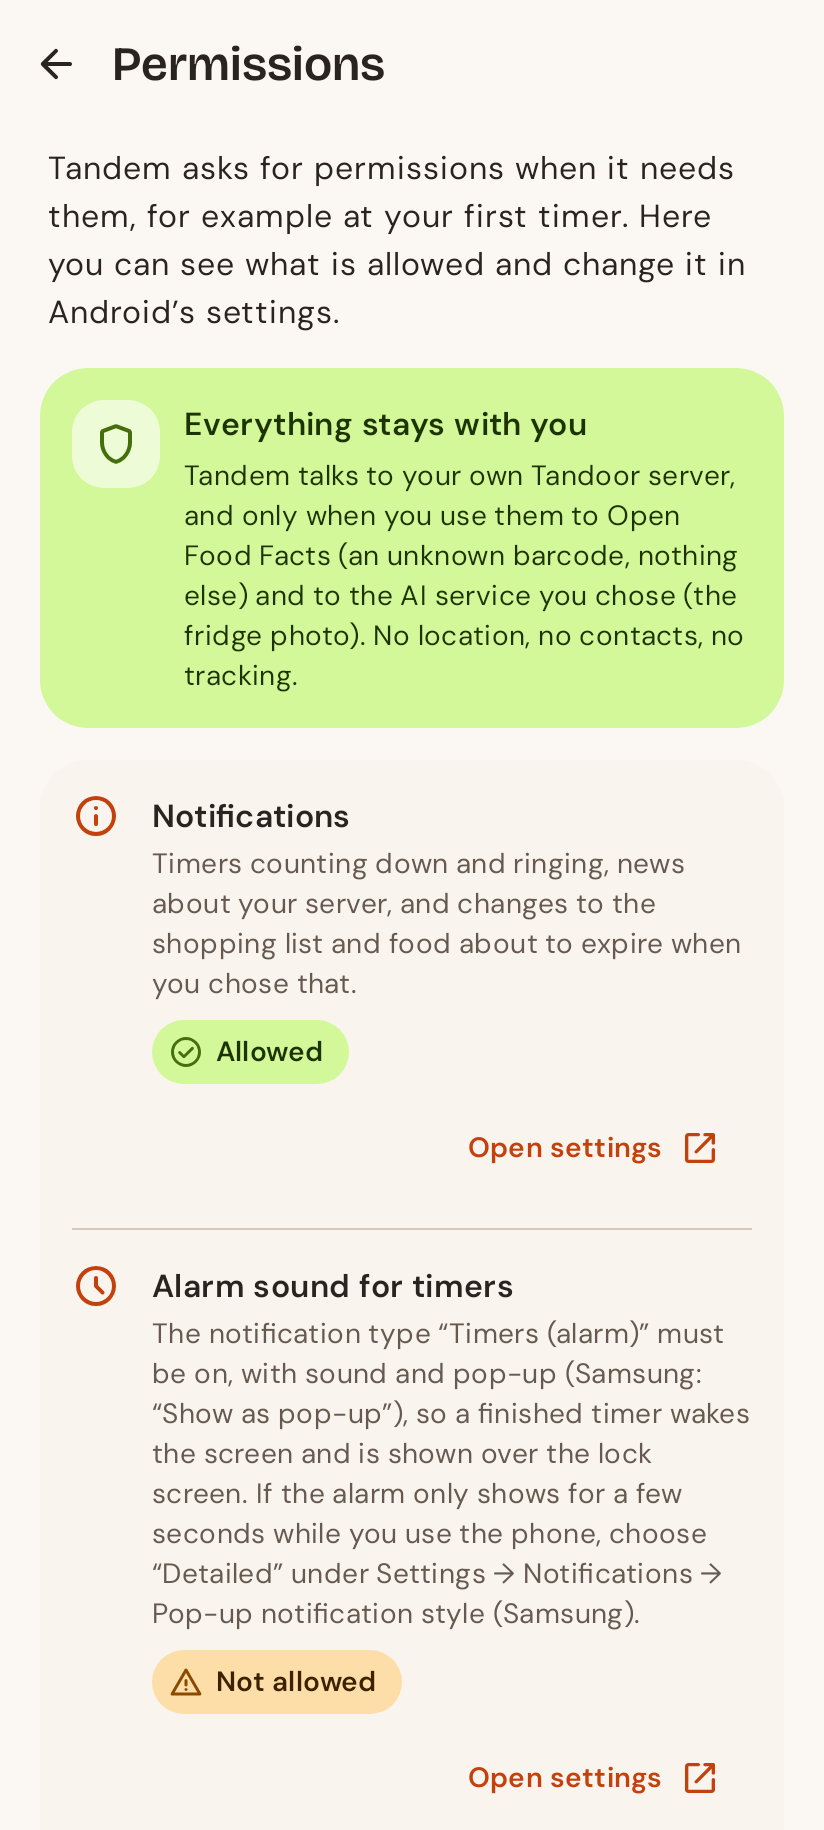 Permissions
Tandem asks for permissions when it needs
them, for example at your first timer. Here
you can see what is allowed and change it in
Android’s settings.
Everything stays with you
Tandem talks to your own Tandoor server,
and only when you use them to Open
Food Facts (an unknown barcode, nothing
else) and to the AI service you chose (the
fridge photo). No location, no contacts, no
tracking.
Notifications
Timers counting down and ringing, news
about your server, and changes to the
shopping list and food about to expire when
you chose that.
Allowed
Open settings
Alarm sound for timers
The notification type “Timers (alarm)” must
be on, with sound and pop-up (Samsung:
“Show as pop-up”), so a finished timer wakes
the screen and is shown over the lock
screen. If the alarm only shows for a few
seconds while you use the phone, choose
“Detailed” under Settings → Notifications →
Pop-up notification style (Samsung).
Not allowed
Open settings